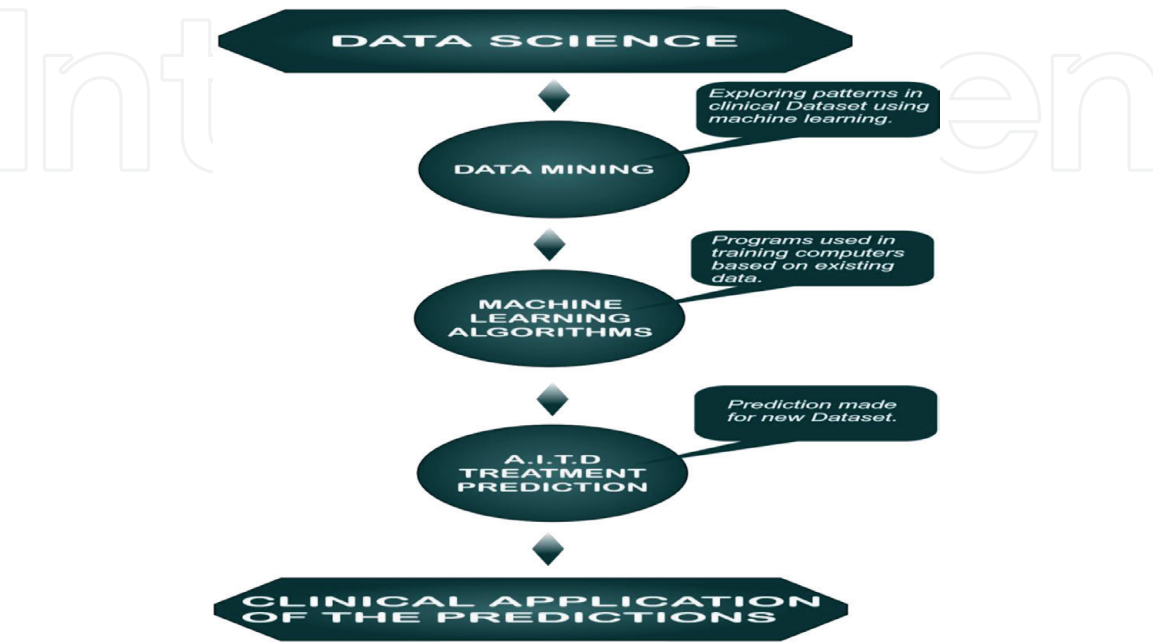 DATA SCIENCE
Exploring patterns in
clinical Dataset using
machine learning.
DATA MINING
Programs used in
training computers
based on existing
data.
MACHINE
LEARNING
ALGORITHMS
Prediction made
for new Dataset.
A.I.T.D
TREATMENT
PREDICTION
CLINICAL APPLICATION
OF THE PREDICTIONS